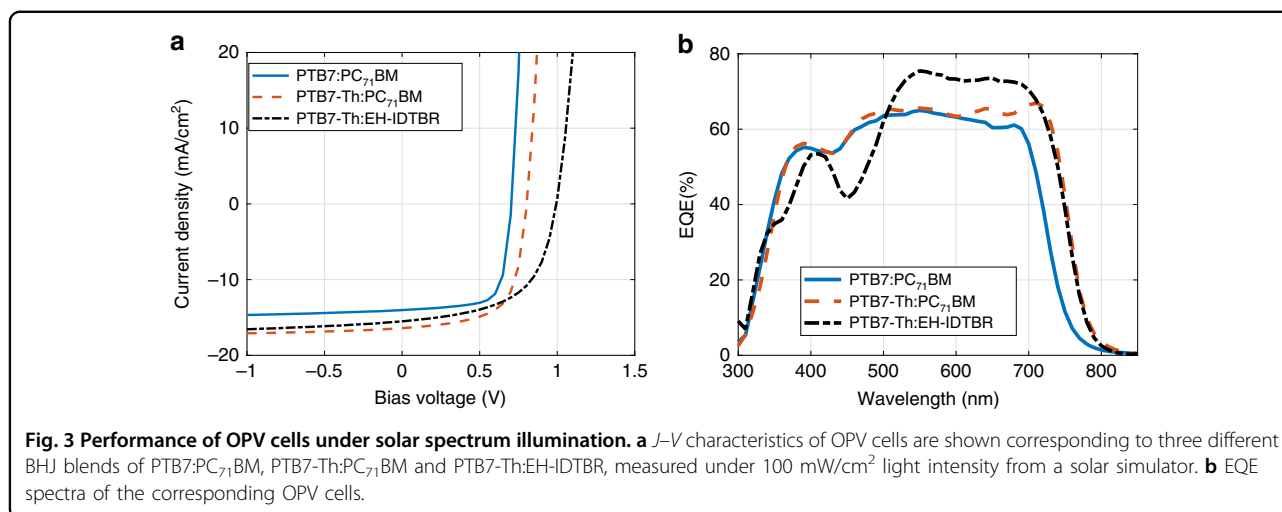 a
20
10
0
−10
−20
−1
−0.5
0
0.5
1
1.5
Current density (mA/cm²)
Bias voltage (V)
PTB7:PC₇₁BM
PTB7-Th:PC₇₁BM
PTB7-Th:EH-IDTBR
b
80
60
40
20
0
300
400
500
600
700
800
EQE(%)
Wavelength (nm)
PTB7:PC₇₁BM
PTB7-Th:PC₇₁BM
PTB7-Th:EH-IDTBR
Fig. 3 Performance of OPV cells under solar spectrum illumination. a J–V characteristics of OPV cells are shown corresponding to three different
BHJ blends of PTB7:PC₇₁BM, PTB7-Th:PC₇₁BM and PTB7-Th:EH-IDTBR, measured under 100 mW/cm² light intensity from a solar simulator. b EQE
spectra of the corresponding OPV cells.